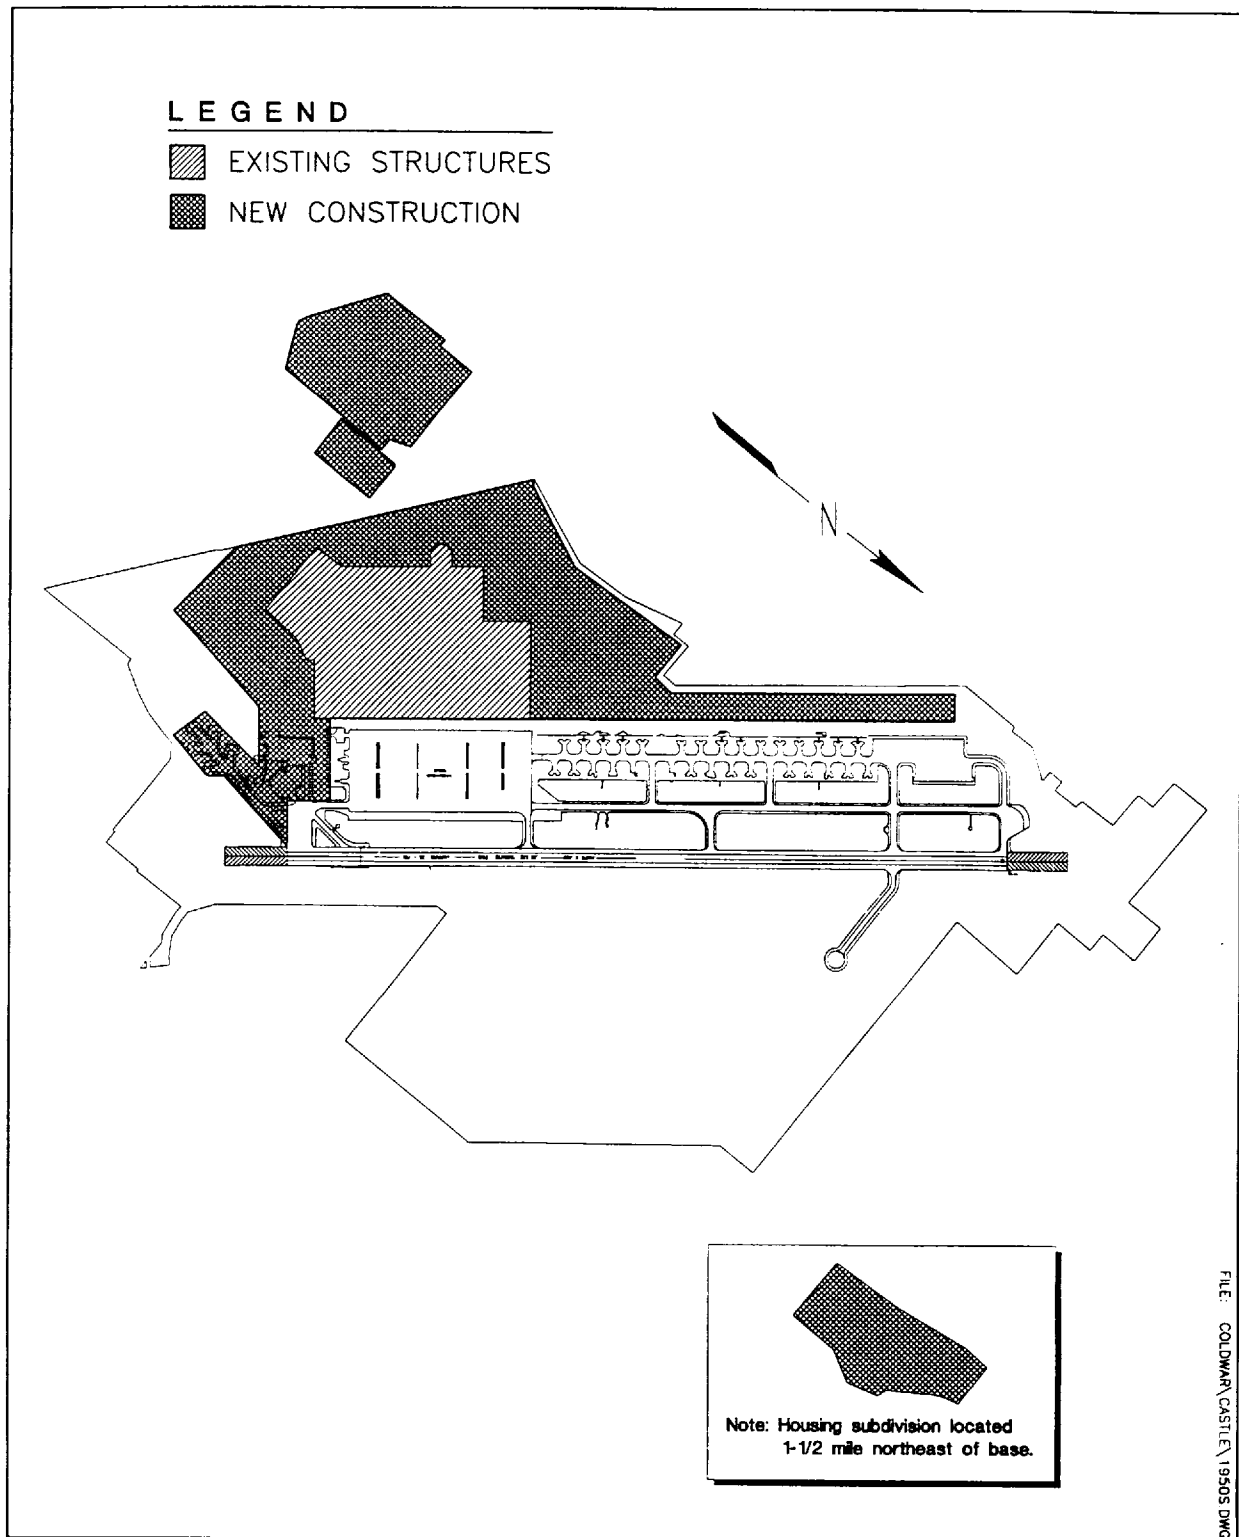 LEGEND
EXISTING STRUCTURES
NEW CONSTRUCTION
N
Note: Housing subdivision located
1-1/2 mile northeast of base.
FILE: COLDWAR\CASTLE\1950S.DWG